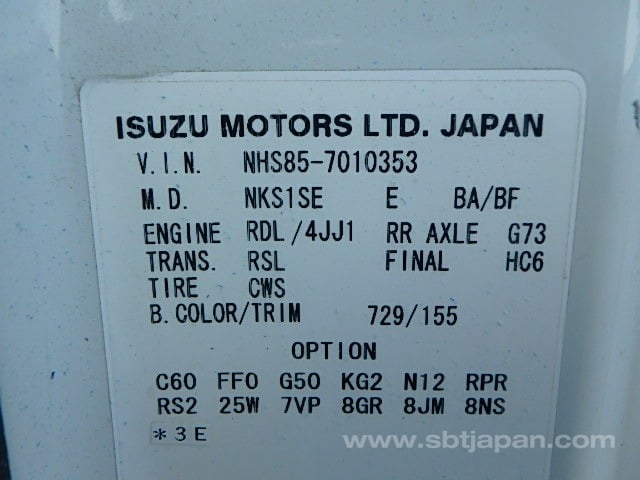 ISUZU MOTORS LTD. JAPAN
V.I.N. NHS85-7010353
M.D. NKS1SE E BA/BF
ENGINE RDL/4JJ1 RR AXLE G73
TRANS. RSL FINAL HC6
TIRE CWS
B.COLOR/TRIM 729/155
OPTION
C60 FF0 G50 KG2 N12 RPR
RS2 25W 7VP 8GR 8JM 8NS
*3E
www.sbtjapan.com